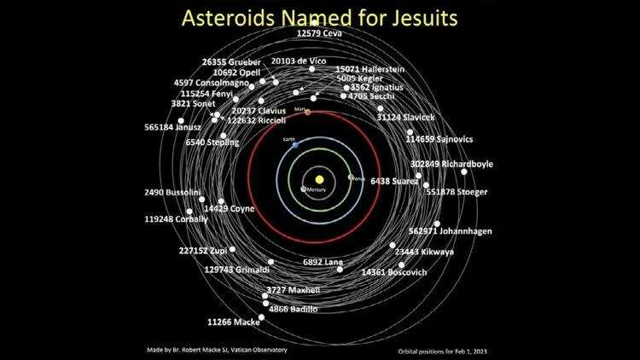 Asteroids Named for Jesuits
12579 Ceva
26355 Grueber
20103 de Vico
10692 Opell
15071 Hallerstein
5005 Kegler
4597 Consolmagno
3562 Ignatius
115254 Fenyi
4705 Secchi
3821 Sonet
20237 Clavius
Mars
31124 Slavicek
122632 Riccioli
565184 Janusz
114659 Sajnovics
6540 Stepling
Earth
302849 Richardboyle
Venus
6438 Suarez
Mercury
551878 Stoeger
2490 Bussolini
14429 Coyne
119248 Corbally
562971 Johannhagen
227152 Zupi
23443 Kikwaya
6892 Lana
129743 Grimaldi
14361 Boscovich
3727 Maxhell
4866 Badillo
11266 Macke
Made by Br. Robert Macke SJ, Vatican Observatory
Orbital positions for Feb 1, 2023